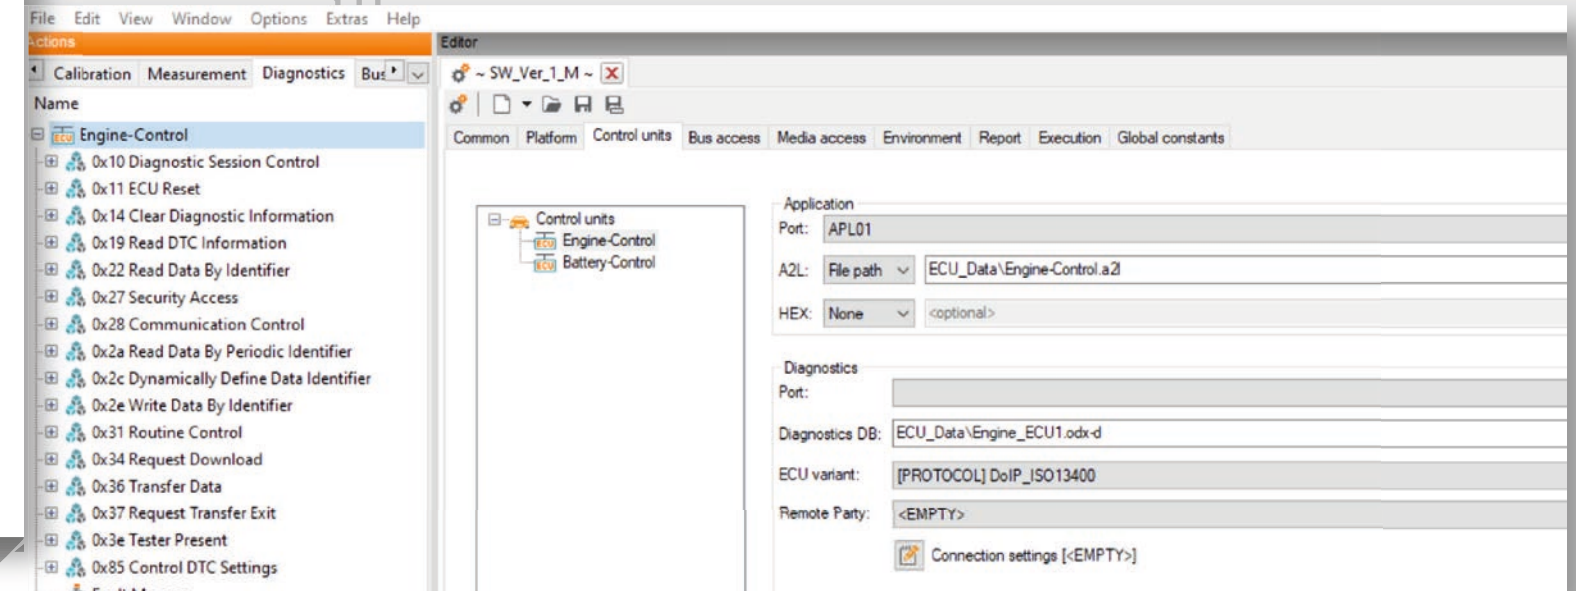 File Edit View Window Options Extras Help
Actions
Calibration Measurement Diagnostics
Name
Engine-Control
0x10 Diagnostic Session Control
0x11 ECU Reset
0x14 Clear Diagnostic Information
0x19 Read DTC Information
0x22 Read Data By Identifier
0x27 Security Access
0x28 Communication Control
0x2a Read Data By Periodic Identifier
0x2c Dynamically Define Data Identifier
0x2e Write Data By Identifier
0x31 Routine Control
0x34 Request Download
0x36 Transfer Data
0x37 Request Transfer Exit
0x3e Tester Present
0x85 Control DTC Settings
Editor
~ SW_Ver_1_M ~
Common Platform Control units Bus access Media access Environment Report Execution Global constants
Control units
ECU Engine-Control
ECU Battery-Control
Application
Port: APL01
A2L: File path ECU_Data\Engine-Control.a2l
HEX: None <optional>
Diagnostics
Port:
Diagnostics DB: ECU_Data\Engine_ECU1.odx-d
ECU variant: [PROTOCOL] DoIP_ISO13400
Remote Party: <EMPTY>
Connection settings [<EMPTY>]